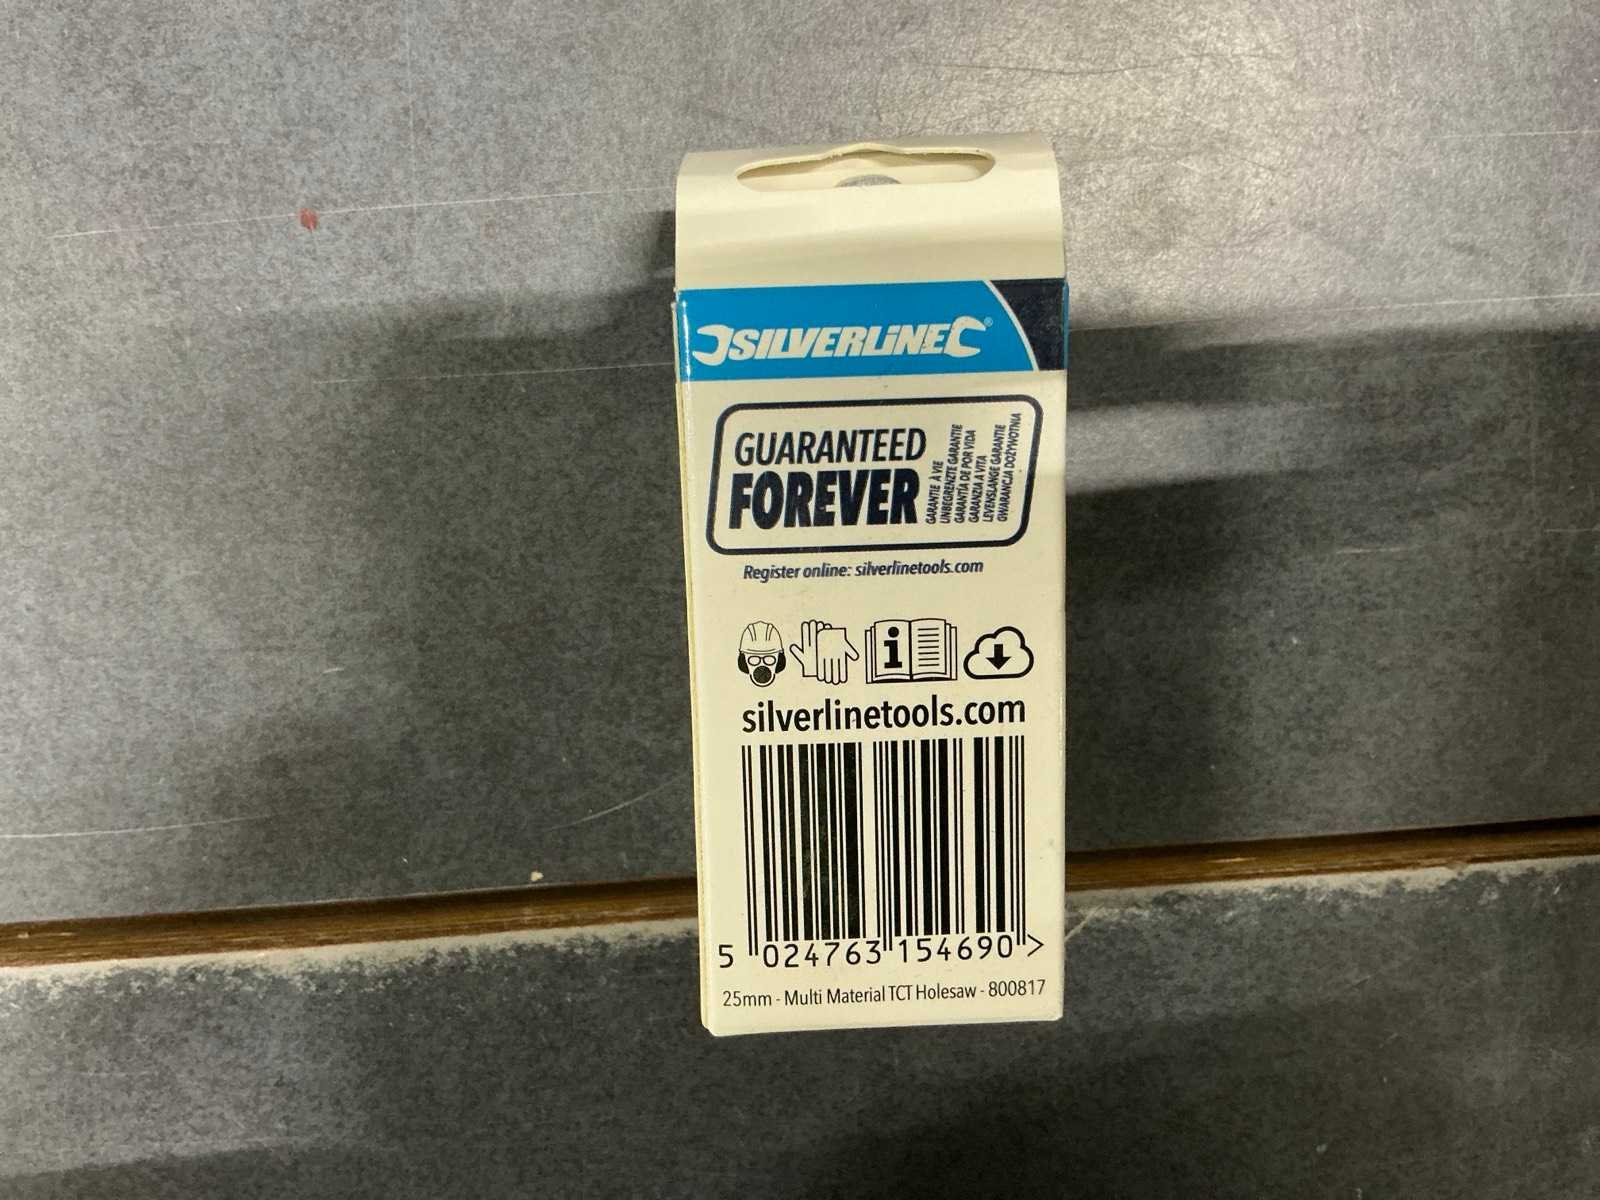 SILVERLINE®
GUARANTEED
FOREVER
GARANTIE À VIE
UNBEGRENZTE GARANTIE
GARANTÍA DE POR VIDA
GARANZIA A VITA
LEVENSLANGE GARANTIE
GWARANCJA DOŻYWOTNIA
Register online: silverlinetools.com
i
silverlinetools.com
5 024763 154690 >
25mm - Multi Material TCT Holesaw - 800817